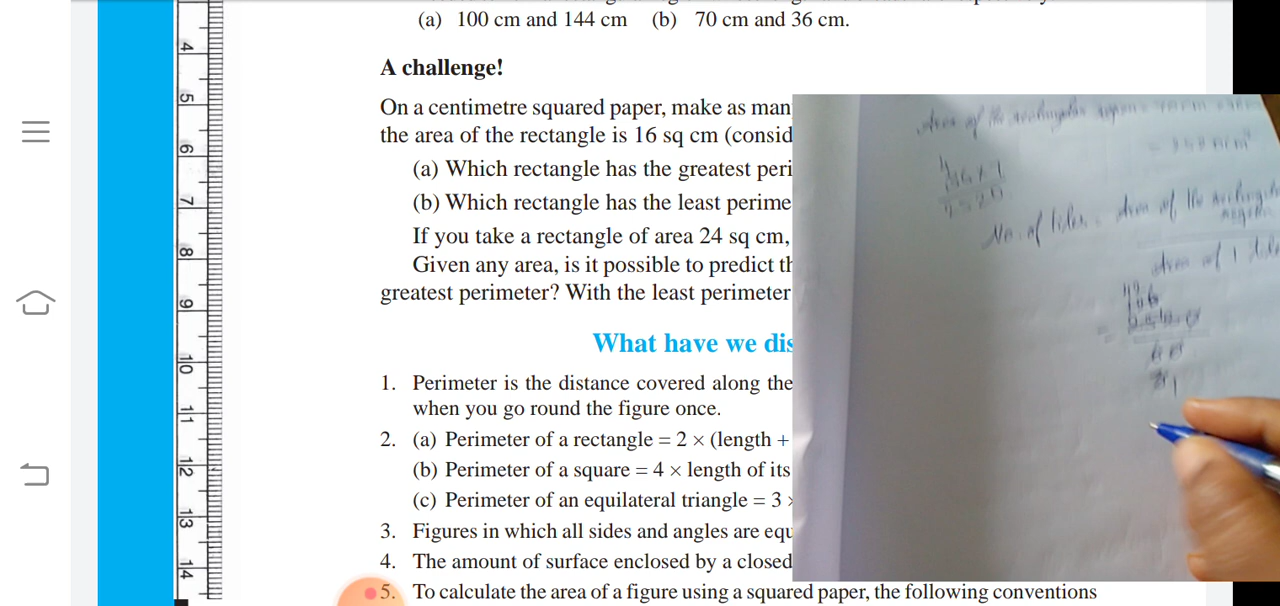 (a) 100 cm and 144 cm (b) 70 cm and 36 cm.
A challenge!
On a centimetre squared paper, make as man
the area of the rectangle is 16 sq cm (consid
(a) Which rectangle has the greatest peri
(b) Which rectangle has the least perime
If you take a rectangle of area 24 sq cm,
Given any area, is it possible to predict th
greatest perimeter? With the least perimeter
What have we dis
1. Perimeter is the distance covered along the
when you go round the figure once.
2. (a) Perimeter of a rectangle = 2 × (length +
(b) Perimeter of a square = 4 × length of its
(c) Perimeter of an equilateral triangle = 3 ×
3. Figures in which all sides and angles are equ
4. The amount of surface enclosed by a closed
5. To calculate the area of a figure using a squared paper, the following conventions
4
5
6
7
8
9
10
11
12
13
14
Area of the rectangular
No. of tiles = Area of the
Area of 1